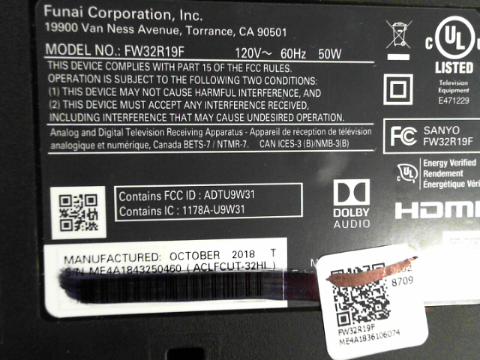 Funai Corporation, Inc.
19900 Van Ness Avenue, Torrance, CA 90501
MODEL NO.: FW32R19F 120V~ 60Hz 50W
THIS DEVICE COMPLIES WITH PART 15 OF THE FCC RULES.
OPERATION IS SUBJECT TO THE FOLLOWING TWO CONDITIONS:
(1) THIS DEVICE MAY NOT CAUSE HARMFUL INTERFERENCE, AND
(2) THIS DEVICE MUST ACCEPT ANY INTERFERENCE RECEIVED,
INCLUDING INTERFERENCE THAT MAY CAUSE UNDESIRED OPERATION.
Analog and Digital Television Receiving Apparatus - Appareil de réception de télévision
analogique et numérique, Canada BETS-7 / NTMR-7. CAN ICES-3 (B)/NMB-3(B)
c UL US
LISTED
Television
Equipment
E471229
FC SANYO
FW32R19F
Energy Verified
Rendement
Énergétique Vérifié
Contains FCC ID : ADTU9W31
Contains IC : 1178A-U9W31
DOLBY
AUDIO
HDMI
MANUFACTURED: OCTOBER 2018 T
S/N ME4A1843250460 (ACLFCUT-32HL)
8709
FW32R19F
ME4A1836106074